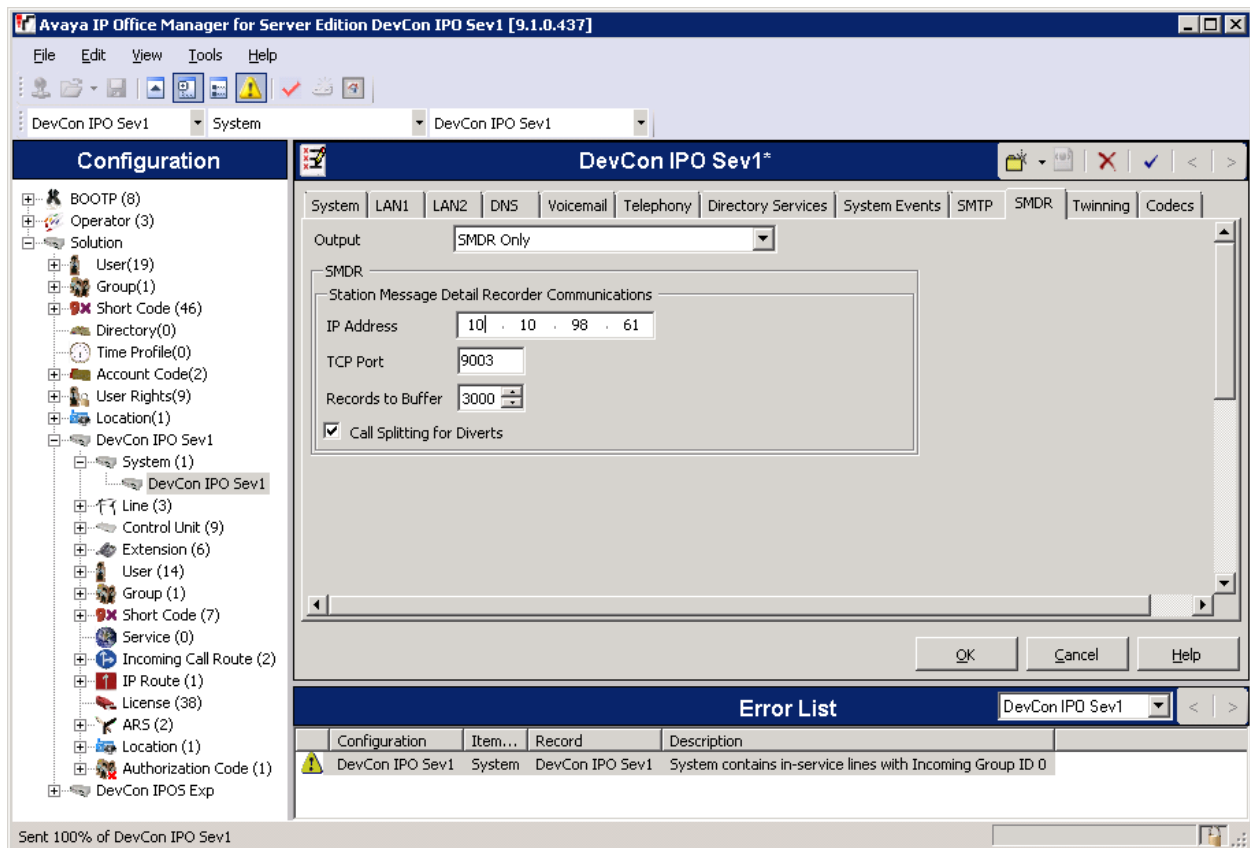 Avaya IP Office Manager for Server Edition DevCon IPO Sev1 [9.1.0.437]
File Edit View Tools Help
DevCon IPO Sev1 System DevCon IPO Sev1
Configuration
BOOTP (8)
Operator (3)
Solution
User(19)
Group(1)
Short Code (46)
Directory(0)
Time Profile(0)
Account Code(2)
User Rights(9)
Location(1)
DevCon IPO Sev1
System (1)
DevCon IPO Sev1
Line (3)
Control Unit (9)
Extension (6)
User (14)
Group (1)
Short Code (7)
Service (0)
Incoming Call Route (2)
IP Route (1)
License (38)
ARS (2)
Location (1)
Authorization Code (1)
DevCon IPOS Exp
DevCon IPO Sev1*
System LAN1 LAN2 DNS Voicemail Telephony Directory Services System Events SMTP SMDR Twinning Codecs
Output SMDR Only
SMDR
Station Message Detail Recorder Communications
IP Address 10 . 10 . 98 . 61
TCP Port 9003
Records to Buffer 3000
Call Splitting for Diverts
OK Cancel Help
Error List DevCon IPO Sev1 < >
Configuration Item... Record Description
DevCon IPO Sev1 System DevCon IPO Sev1 System contains in-service lines with Incoming Group ID 0
Sent 100% of DevCon IPO Sev1